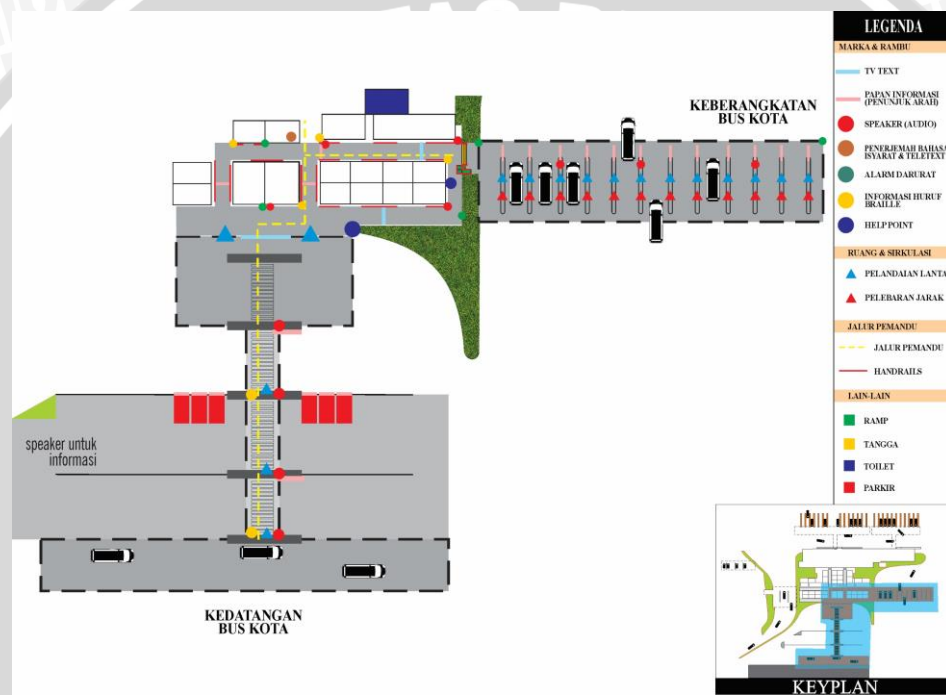 LEGENDA
MARKA & RAMBU
TV TEXT
PAPAN INFORMASI
(PENUNJUK ARAH)
SPEAKER (AUDIO)
PENERJEMAH BAHASA
ISYARAT & TELETEXT
ALARM DARURAT
INFORMASI HURUF
BRAILLE
HELP POINT
RUANG & SIRKULASI
PELANDAIAN LANTA
PELEBARAN JARAK
JALUR PEMANDU
JALUR PEMANDU
HANDRAILS
LAIN-LAIN
RAMP
TANGGA
TOILET
PARKIR
KEBERANGKATAN
BUS KOTA
speaker untuk
informasi
KEDATANGAN
BUS KOTA
KEYPLAN